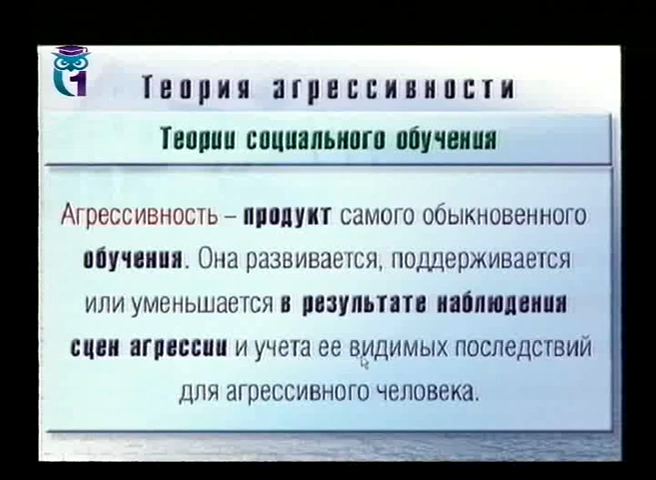 1
Теория агрессивности
Теории социального обучения
Агрессивность – продукт самого обыкновенного
обучения. Она развивается, поддерживается
или уменьшается в результате наблюдения
сцен агрессии и учета ее видимых последствий
для агрессивного человека.